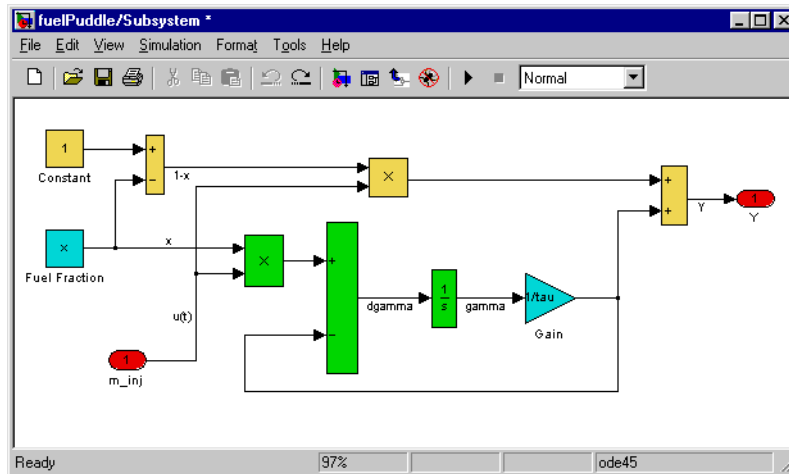 fuelPuddle/Subsystem *
File Edit View Simulation Format Tools Help
Normal
1
Constant
+
−
1-x
×
+
+
Y
1
Y
x
Fuel Fraction
x
×
+
−
dgamma
1
s
gamma
1/tau
Gain
u(t)
1
m_inj
Ready 97% ode45